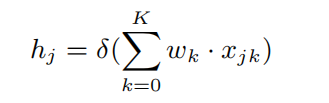 h_j = δ(∑_{k=0}^{K} w_k · x_{jk})